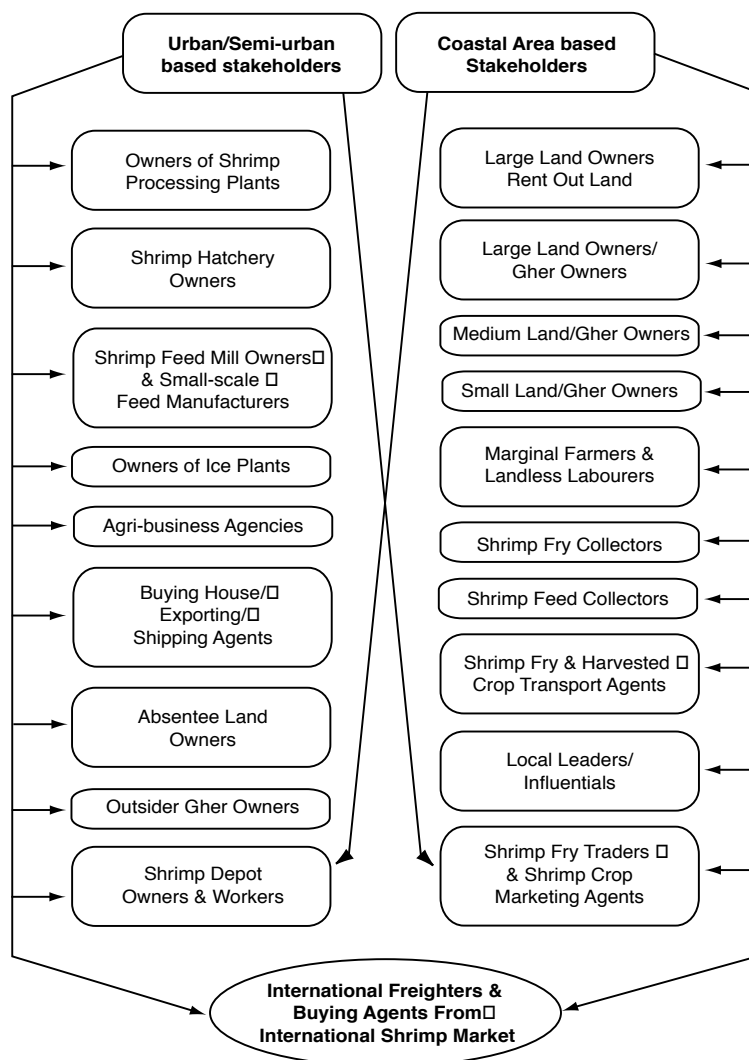 Urban/Semi-urban
based stakeholders
Coastal Area based
Stakeholders
Owners of Shrimp
Processing Plants
Shrimp Hatchery
Owners
Shrimp Feed Mill Owners□
& Small-scale □
Feed Manufacturers
Owners of Ice Plants
Agri-business Agencies
Buying House/□
Exporting/□
Shipping Agents
Absentee Land
Owners
Outsider Gher Owners
Shrimp Depot
Owners & Workers
Large Land Owners
Rent Out Land
Large Land Owners/
Gher Owners
Medium Land/Gher Owners
Small Land/Gher Owners
Marginal Farmers &
Landless Labourers
Shrimp Fry Collectors
Shrimp Feed Collectors
Shrimp Fry & Harvested □
Crop Transport Agents
Local Leaders/
Influentials
Shrimp Fry Traders □
& Shrimp Crop
Marketing Agents
International Freighters &
Buying Agents From□
International Shrimp Market